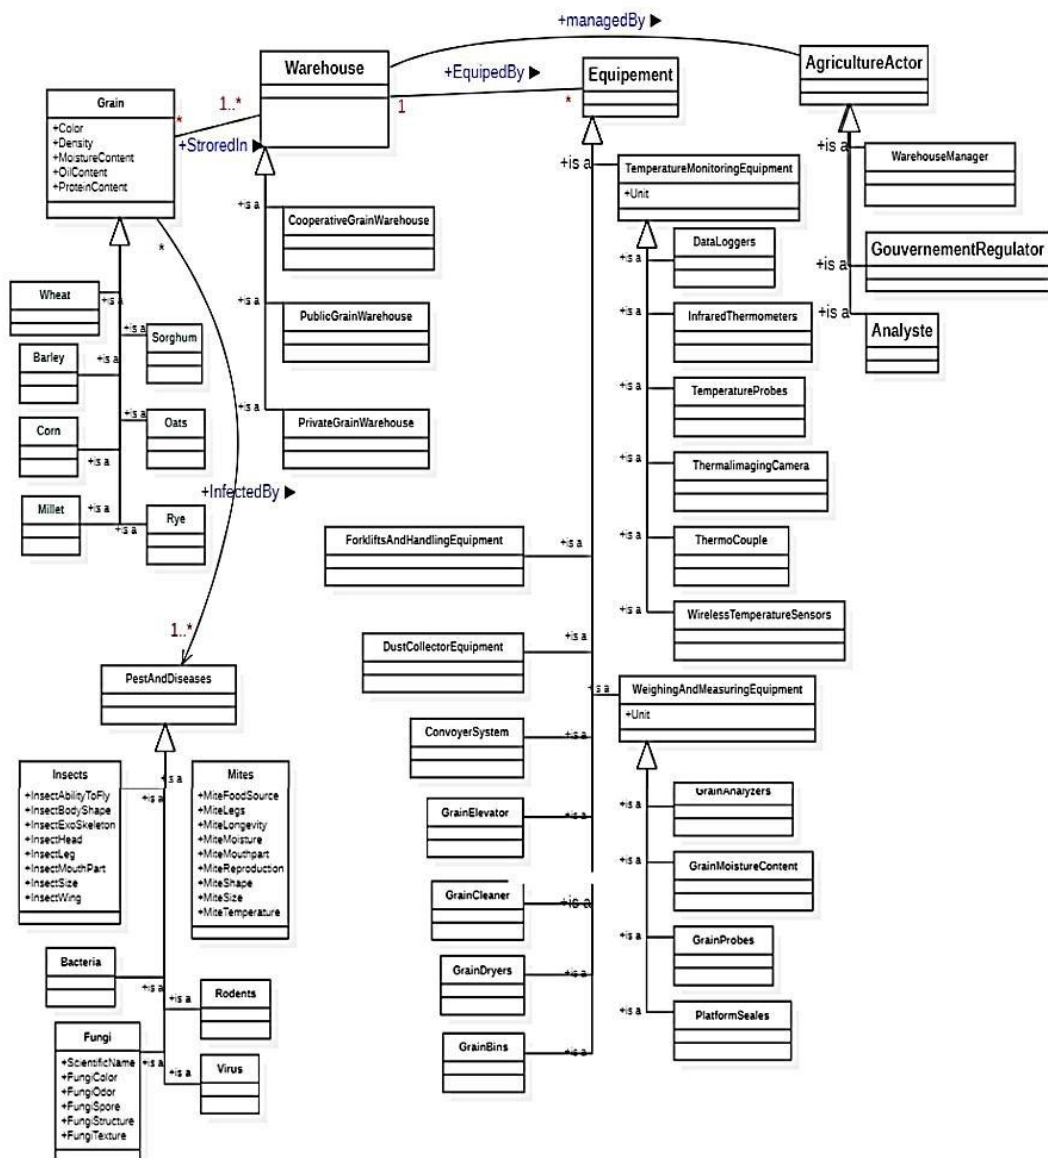 +managedBy ▶
Warehouse
+EquipedBy ▶
Equipement
AgricultureActor
Grain
+Color
+Density
+MoistureContent
+OilContent
+ProteinContent
*
1..*
+StroredIn ▶
1
*
+is a
TemperatureMonitoringEquipment
+Unit
+is a
WarehouseManager
+is a
CooperativeGrainWarehouse
*
DataLoggers
+is a
+is a
GouvernementRegulator
Wheat
+is a
+is a
PublicGrainWarehouse
InfraredThermometers
+is a
+is a
Analyste
+is a
Sorghum
Barley
+is a
TemperatureProbes
+is a
+is a
PrivateGrainWarehouse
Corn
+is a
Oats
+is a
ThermalimagingCamera
+is a
+InfectedBy ▶
Millet
+is a
+is a
Rye
ForkliftsAndHandlingEquipment
+is a
ThermoCouple
+is a
WirelessTemperatureSensors
+is a
1..*
DustCollectorEquipment
+is a
PestAndDiseases
+is a
WeighingAndMeasuringEquipment
+Unit
ConvoyerSystem
+is a
Insects
+InsectAbilityToFly
+InsectBodyShape
+InsectExoSkeleton
+InsectHead
+InsectLeg
+InsectMouthPart
+InsectSize
+InsectWing
is a
+is a
Mites
+MiteFoodSource
+MiteLegs
+MiteLongevity
+MiteMoisture
+MiteMouthpart
+MiteReproduction
+MiteShape
+MiteSize
+MiteTemperature
GrainElevator
+is a
GrainAnalyzers
+is a
GrainMoistureContent
+is a
GrainCleaner
+is a
GrainProbes
+is a
Bacteria
+is a
GrainDryers
+is a
Rodents
+is a
PlatformSeales
+is a
Fungi
+ScientificName
+FungiColor
+FungiOdor
+FungiSpore
+FungiStructure
+FungiTexture
+is a
+is a
Virus
GrainBins
+is a